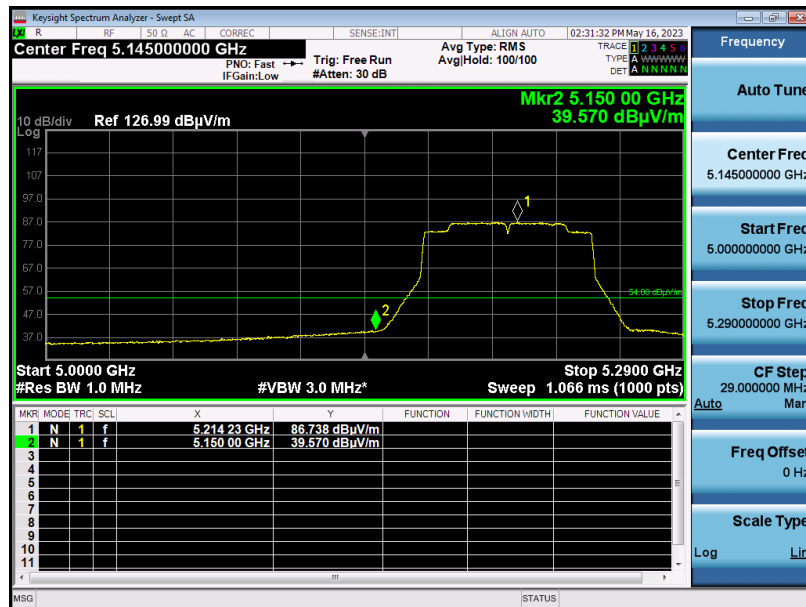 Keysight Spectrum Analyzer - Swept SA
LXI R RF 50 Ω AC CORREC SENSE:INT ALIGN AUTO 02:31:32 PM May 16, 2023
Center Freq 5.145000000 GHz
PNO: Fast
IFGain:Low
Trig: Free Run
#Atten: 30 dB
Avg Type: RMS
Avg|Hold: 100/100
TRACE 1 2 3 4 5 6
TYPE A WWWWW
DET A N N N N N
Mkr2 5.150 00 GHz
39.570 dBµV/m
10 dB/div Ref 126.99 dBµV/m
Log
117
107
97.0
87.0
77.0
67.0
57.0
47.0
37.0
1
2
54.00 dBµV/m
Start 5.0000 GHz Stop 5.2900 GHz
#Res BW 1.0 MHz #VBW 3.0 MHz* Sweep 1.066 ms (1000 pts)
MKR MODE TRC SCL X Y FUNCTION FUNCTION WIDTH FUNCTION VALUE
1 N 1 f 5.214 23 GHz 86.738 dBµV/m
2 N 1 f 5.150 00 GHz 39.570 dBµV/m
3
4
5
6
7
8
9
10
11
MSG STATUS
Frequency
Auto Tune
Center Freq
5.145000000 GHz
Start Freq
5.000000000 GHz
Stop Freq
5.290000000 GHz
CF Step
29.000000 MHz
Auto Man
Freq Offset
0 Hz
Scale Type
Log Lin